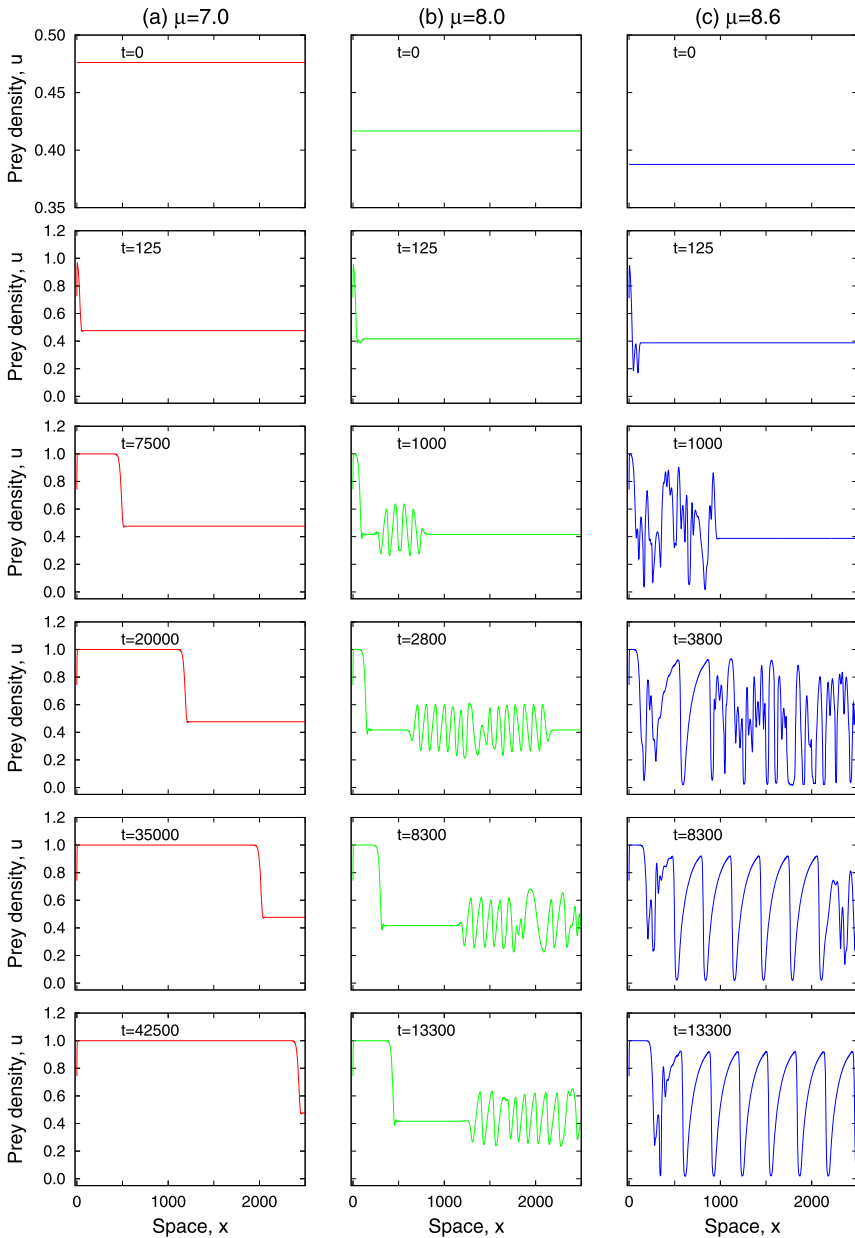 (a) μ=7.0 (b) μ=8.0 (c) μ=8.6
0.50
0.45
0.40
0.35
Prey density, u
t=0 t=0 t=0
1.2
1.0
0.8
0.6
0.4
0.2
0.0
Prey density, u
t=125 t=125 t=125
1.2
1.0
0.8
0.6
0.4
0.2
0.0
Prey density, u
t=7500 t=1000 t=1000
1.2
1.0
0.8
0.6
0.4
0.2
0.0
Prey density, u
t=20000 t=2800 t=3800
1.2
1.0
0.8
0.6
0.4
0.2
0.0
Prey density, u
t=35000 t=8300 t=8300
1.2
1.0
0.8
0.6
0.4
0.2
0.0
Prey density, u
t=42500 t=13300 t=13300
0 1000 2000 0 1000 2000 0 1000 2000
Space, x Space, x Space, x